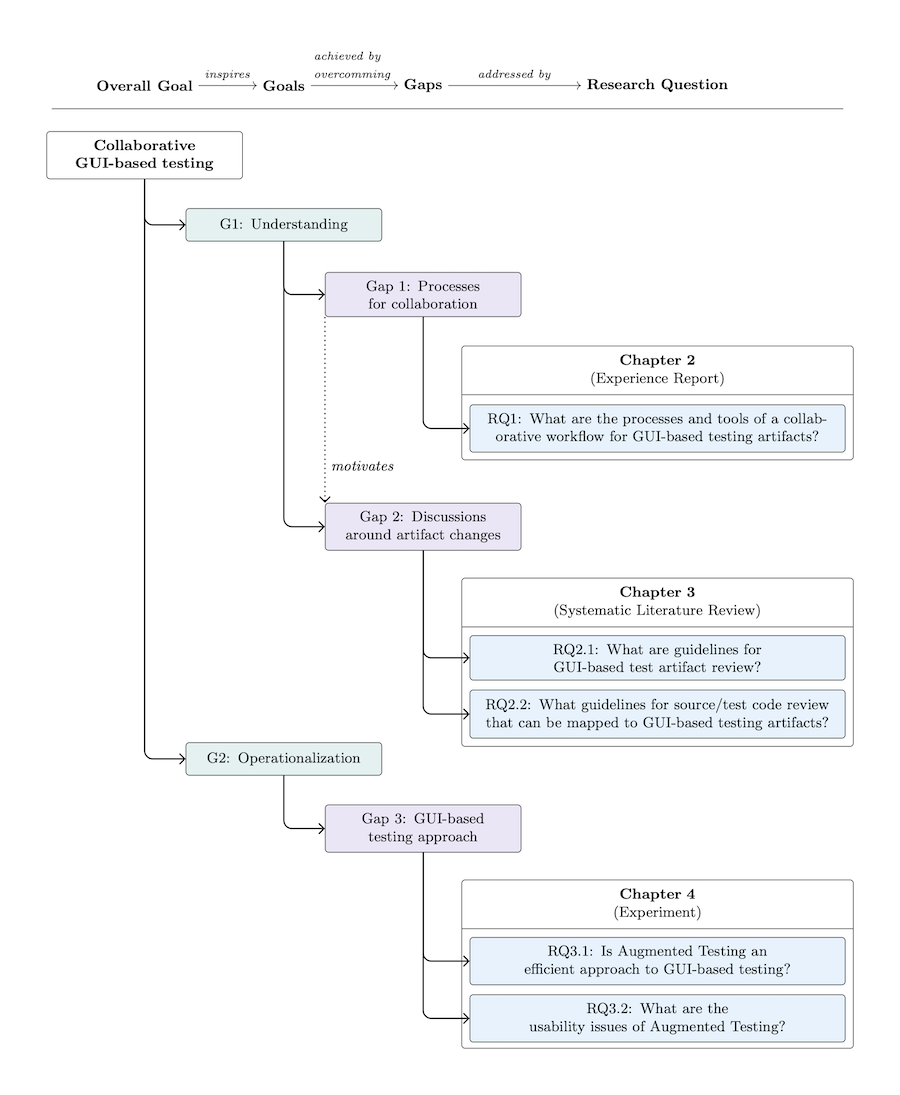 achieved by
inspires
overcomming
addressed by
Overall Goal
Goals
Gaps
Research Question
Collaborative
GUI-based testing
G1: Understanding
Gap 1: Processes
for collaboration
Chapter 2
(Experience Report)
RQ1: What are the processes and tools of a collab-
orative workflow for GUI-based testing artifacts?
motivates
Gap 2: Discussions
around artifact changes
Chapter 3
(Systematic Literature Review)
RQ2.1: What are guidelines for
GUI-based test artifact review?
RQ2.2: What guidelines for source/test code review
that can be mapped to GUI-based testing artifacts?
G2: Operationalization
Gap 3: GUI-based
testing approach
Chapter 4
(Experiment)
RQ3.1: Is Augmented Testing an
efficient approach to GUI-based testing?
RQ3.2: What are the
usability issues of Augmented Testing?